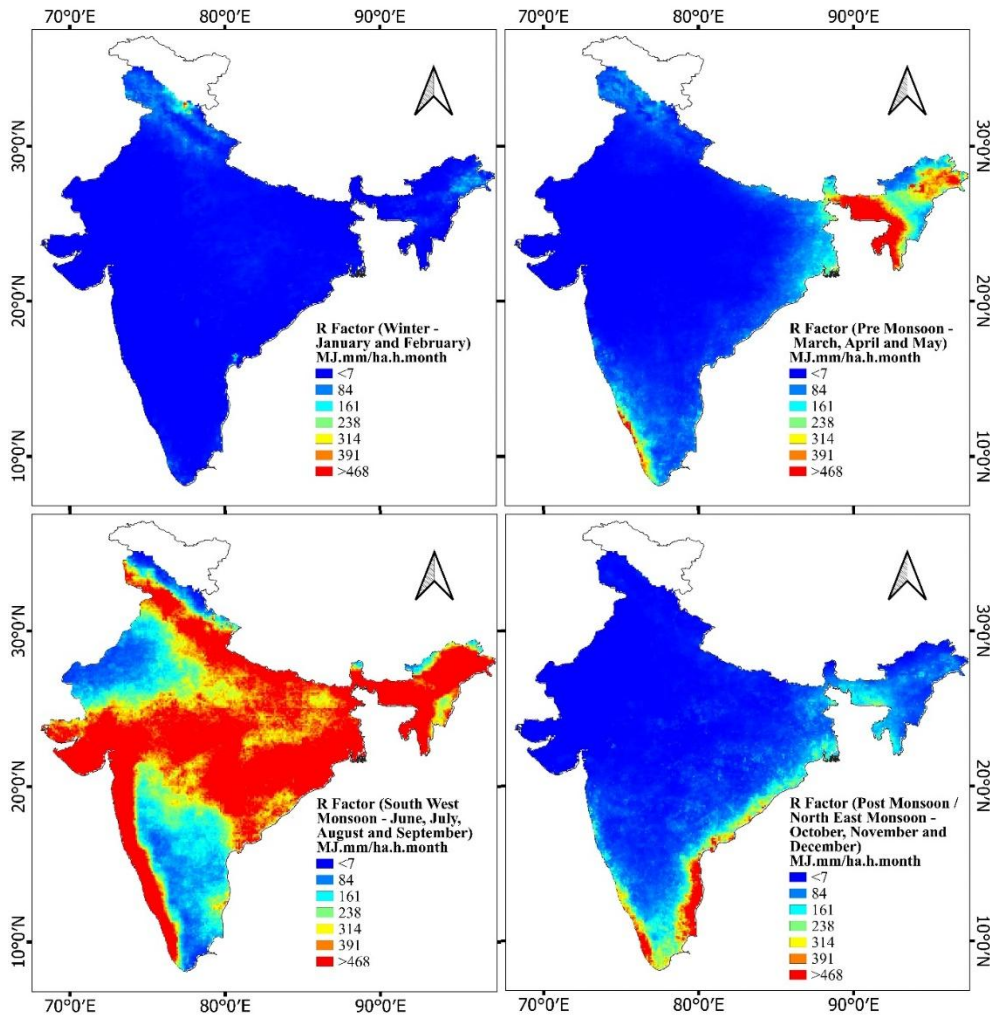 70°0'E 80°0'E 90°0'E
70°0'E 80°0'E 90°0'E
30°0'N
20°0'N
10°0'N
R Factor (Winter -
January and February)
MJ.mm/ha.h.month
<7
84
161
238
314
391
>468
R Factor (Pre Monsoon -
March, April and May)
MJ.mm/ha.h.month
<7
84
161
238
314
391
>468
30°0'N
20°0'N
10°0'N
30°0'N
20°0'N
10°0'N
R Factor (South West
Monsoon - June, July,
August and September)
MJ.mm/ha.h.month
<7
84
161
238
314
391
>468
R Factor (Post Monsoon /
North East Monsoon -
October, November and
December)
MJ.mm/ha.h.month
<7
84
161
238
314
391
>468
30°0'N
20°0'N
10°0'N
70°0'E 80°0'E 90°0'E
70°0'E 80°0'E 90°0'E